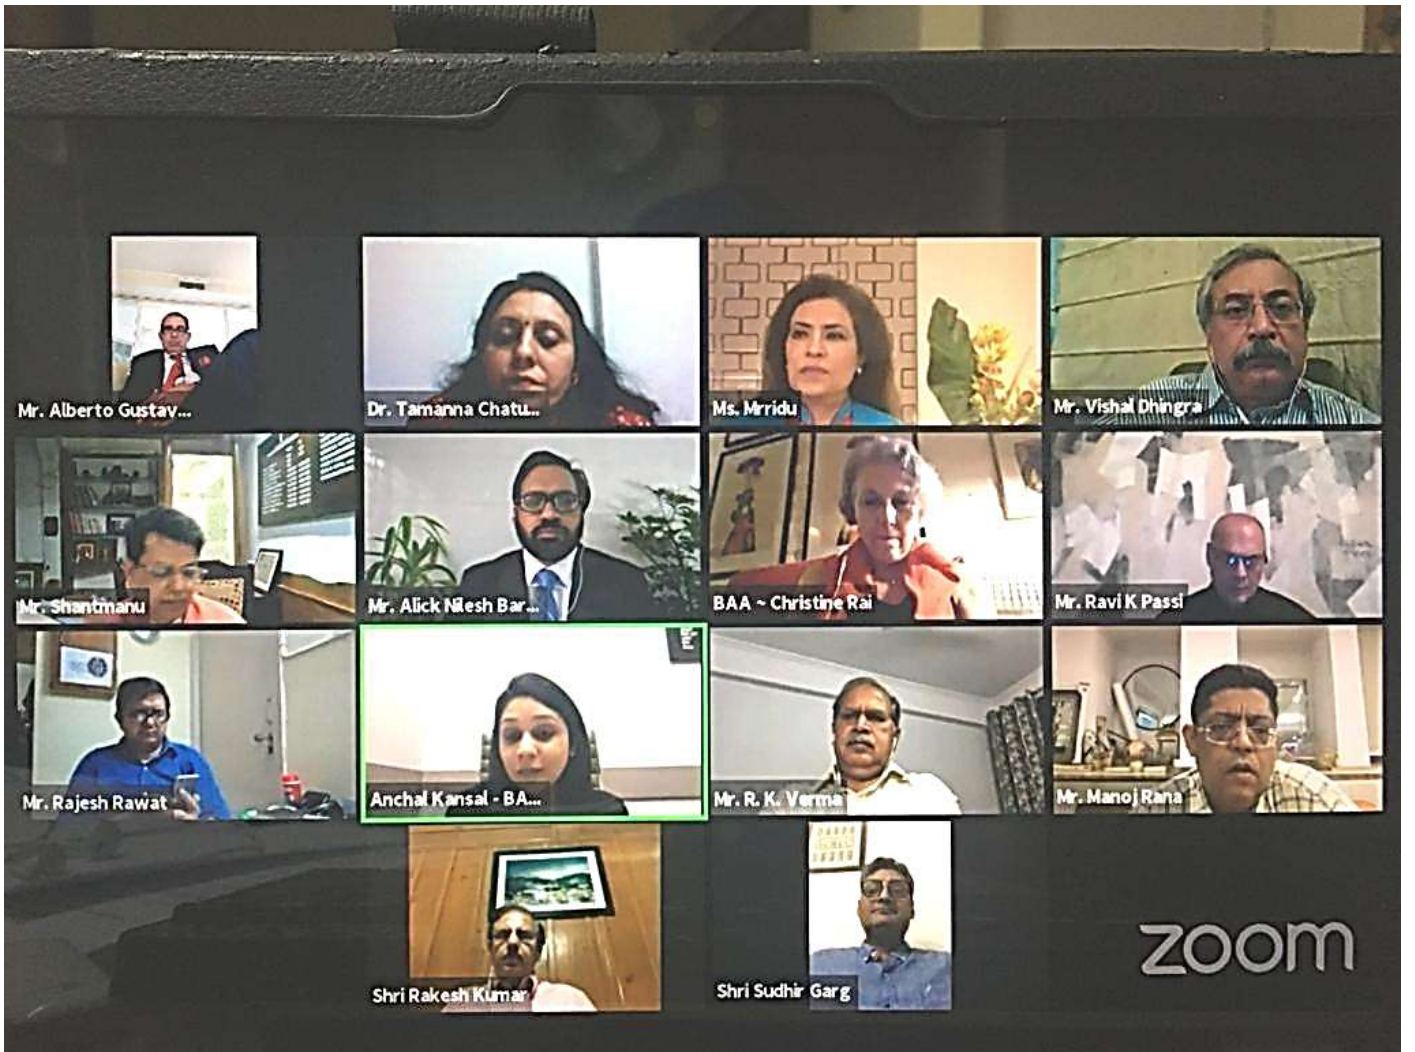 Mr. Alberto Gustav...
Dr. Tamanna Chatu...
Ms. Mrridu
Mr. Vishal Dhingra
Mr. Shantmanu
Mr. Alick Nilesh Bar...
BAA ~ Christine Rai
Mr. Ravi K Passi
Mr. Rajesh Rawat
Anchal Kansal - BA...
Mr. R. K. Verma
Mr. Manoj Rana
Shri Rakesh Kumar
Shri Sudhir Garg
zoom